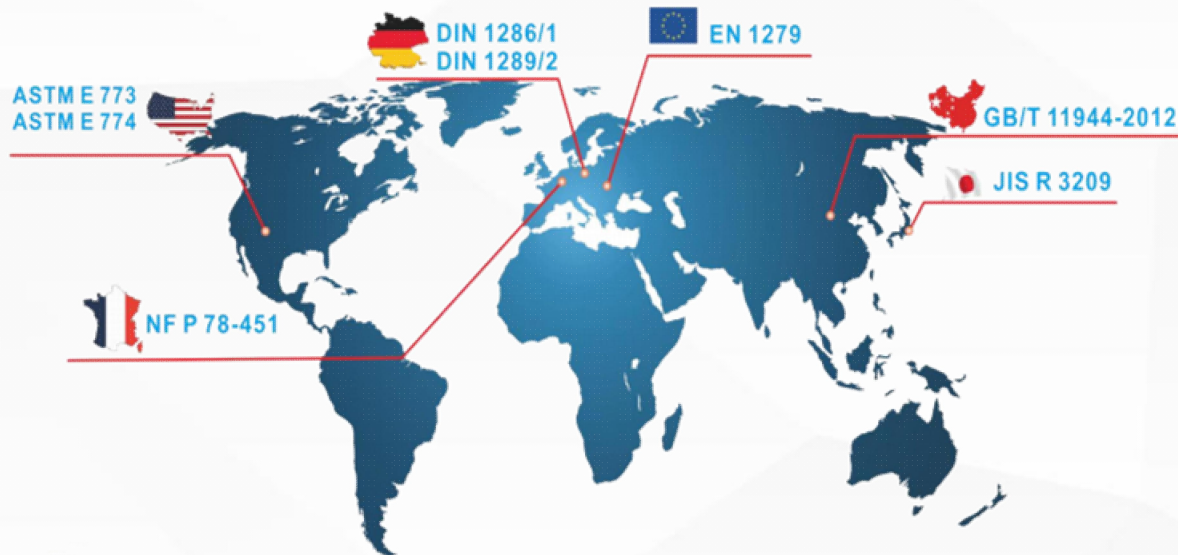 DIN 1286/1
DIN 1289/2
EN 1279
ASTM E 773
ASTM E 774
GB/T 11944-2012
JIS R 3209
NF P 78-451